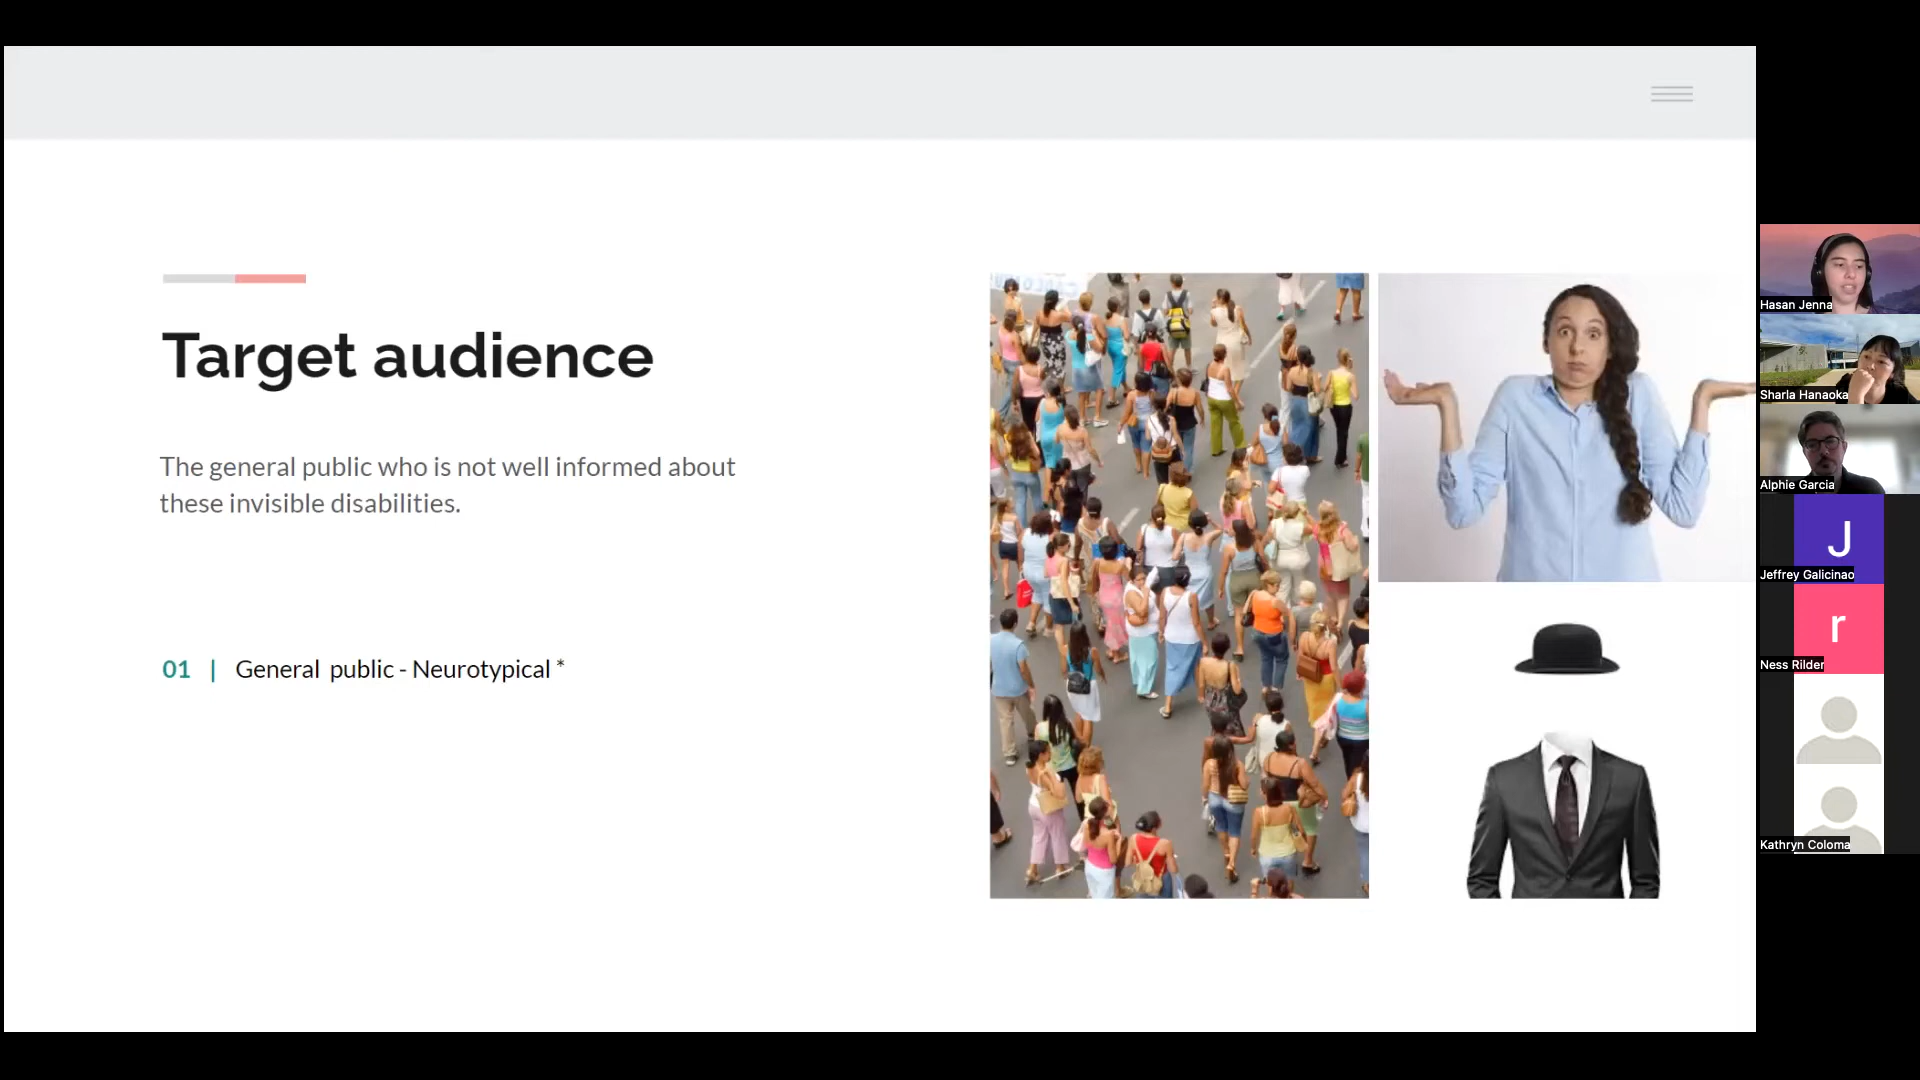 Target audience
The general public who is not well informed about
these invisible disabilities.
01 | General public - Neurotypical *
Hasan Jenna
Sharla Hanaoka
Alphie Garcia
J
Jeffrey Galicinao
r
Ness Rilder
Kathryn Coloma